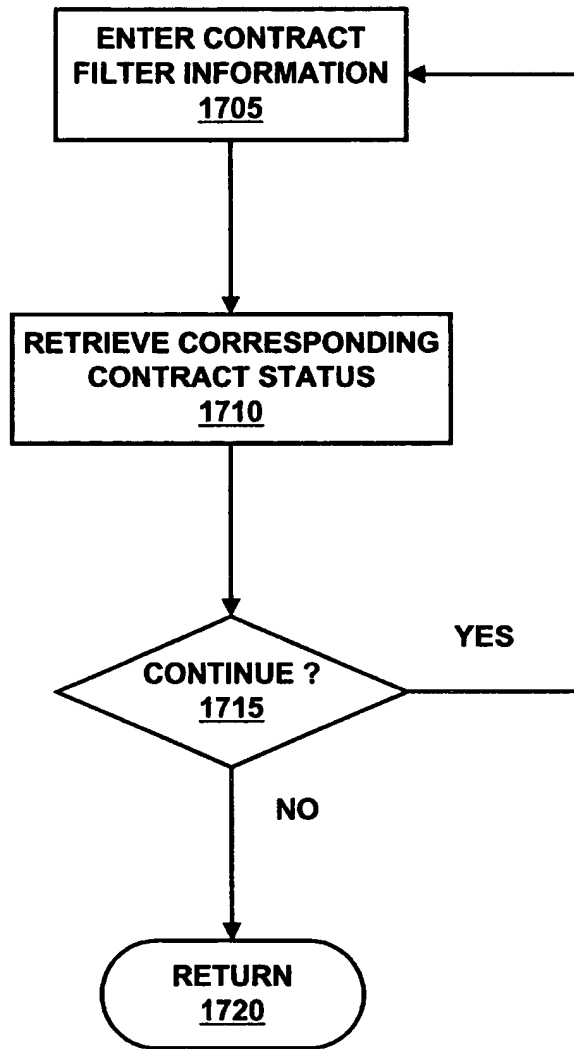 ENTER CONTRACT
FILTER INFORMATION
1705
RETRIEVE CORRESPONDING
CONTRACT STATUS
1710
YES
CONTINUE ?
1715
NO
RETURN
1720